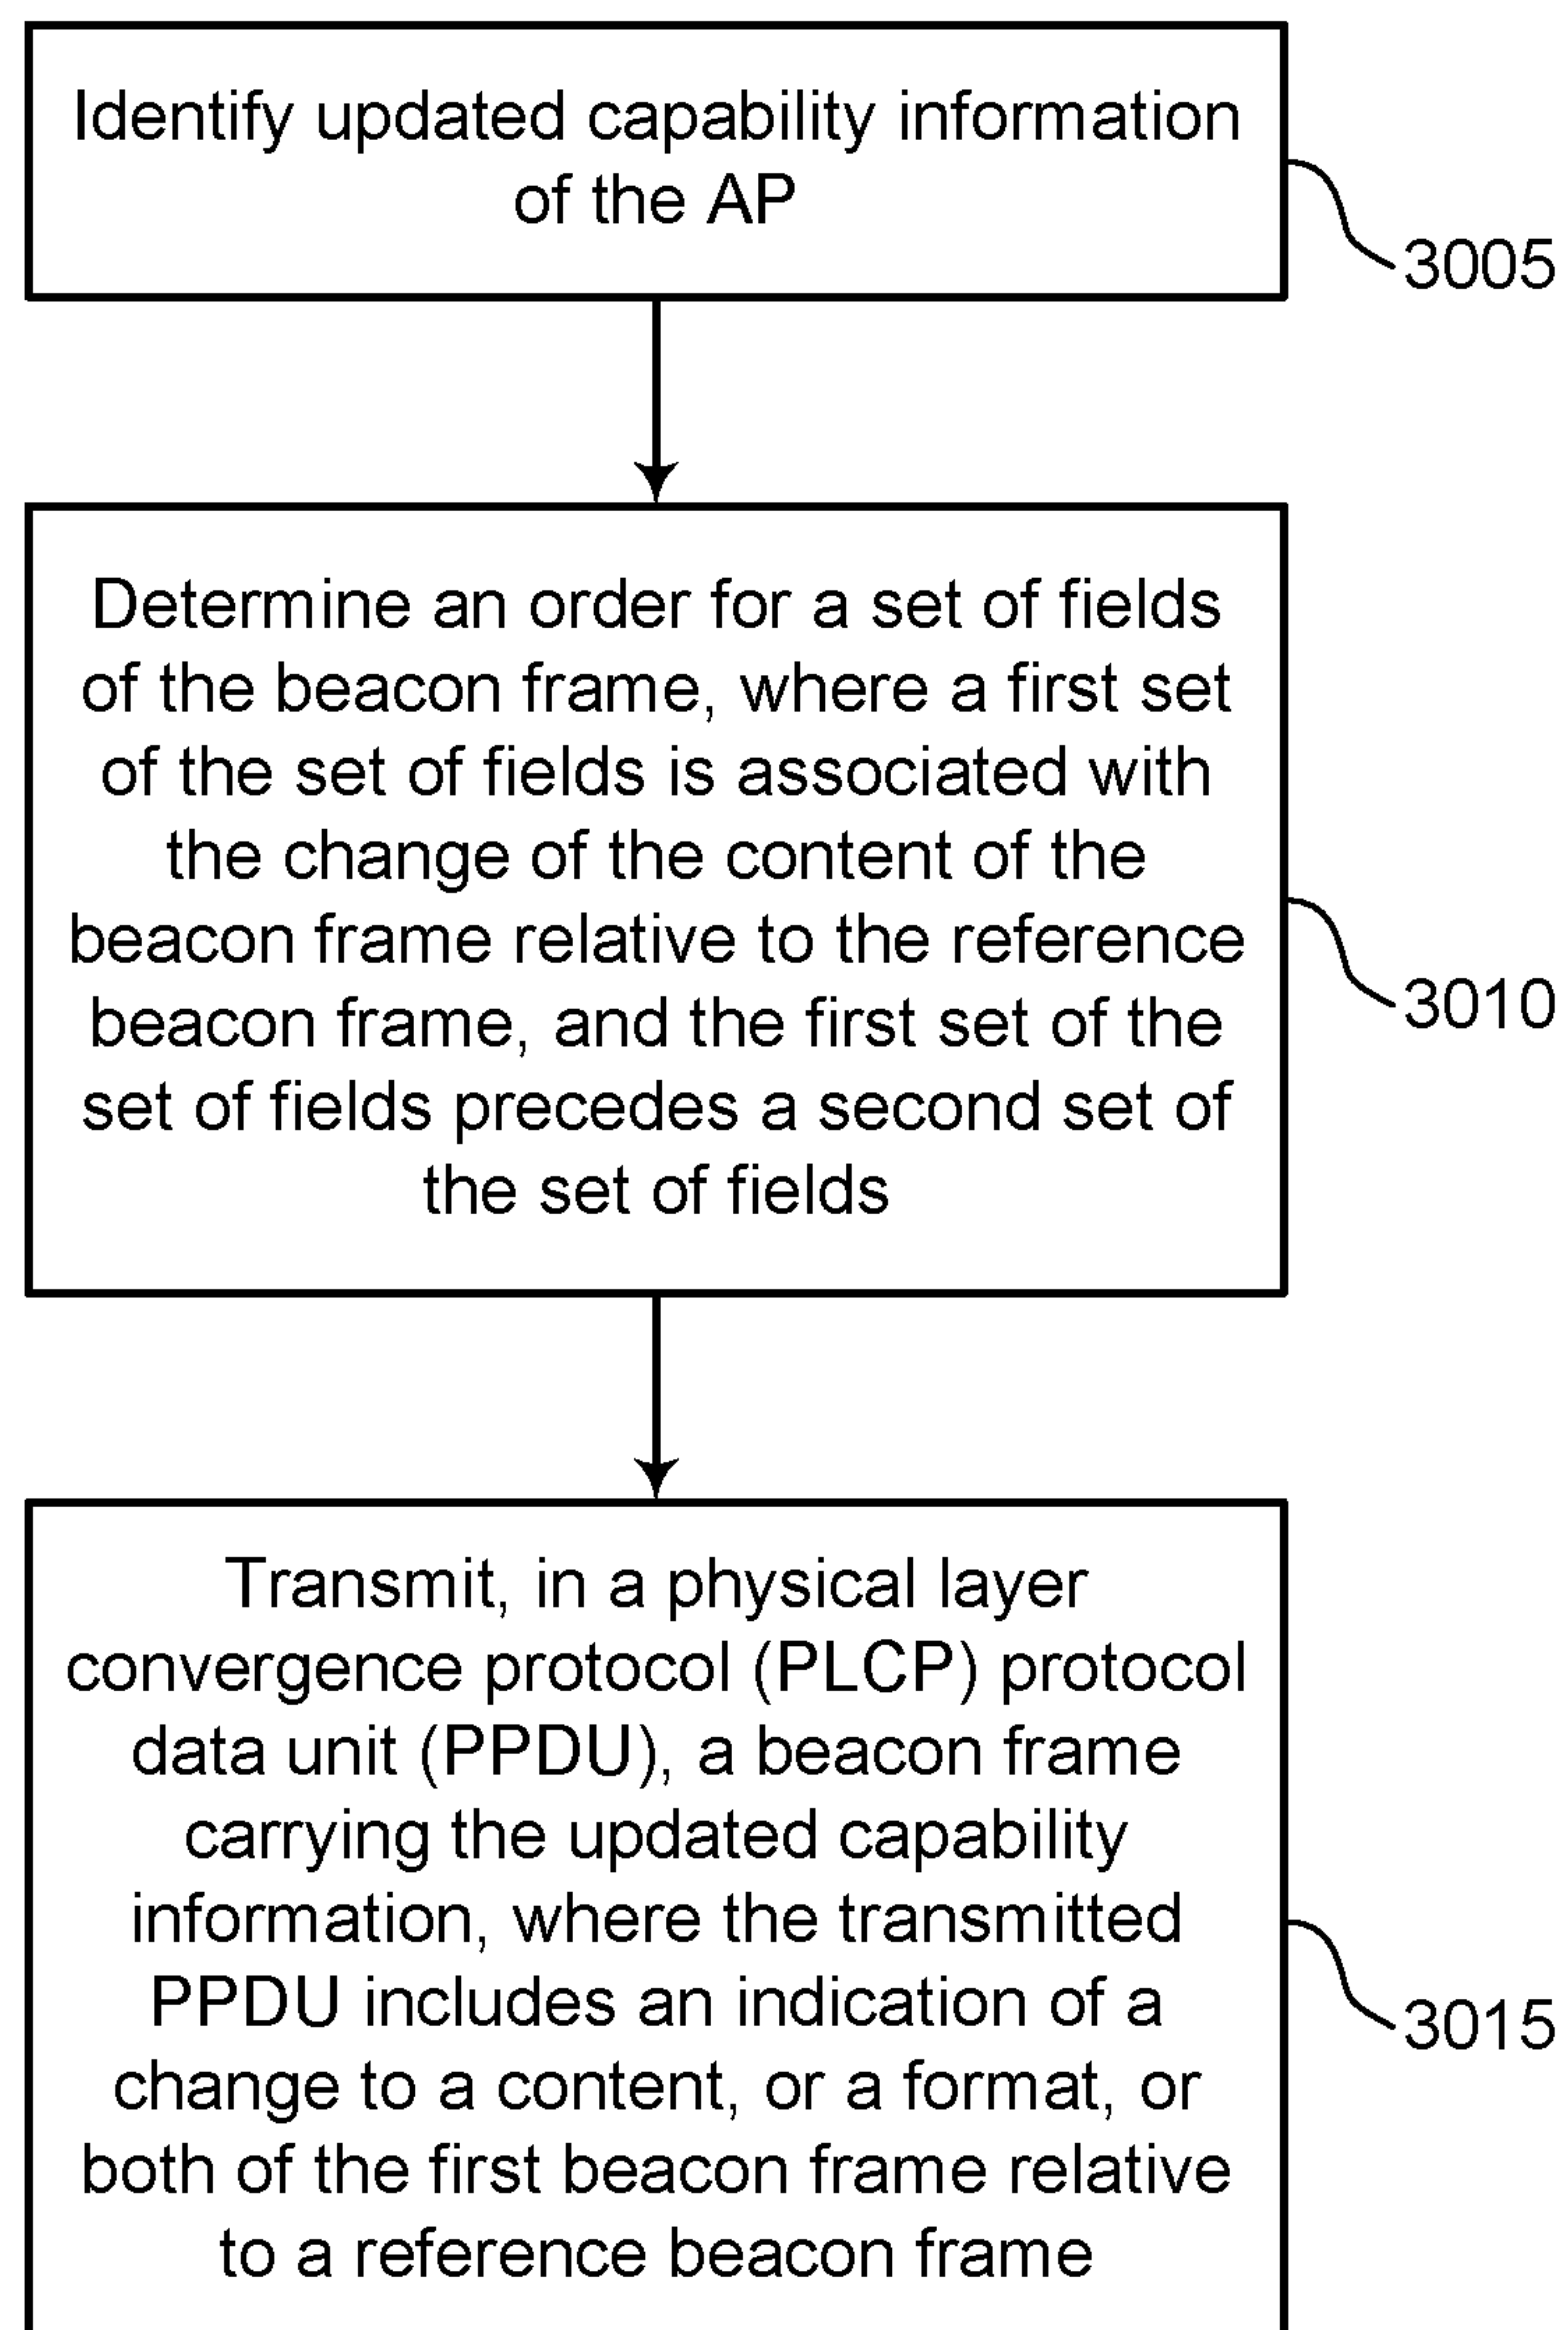 Identify updated capability information
of the AP
3005
Determine an order for a set of fields
of the beacon frame, where a first set
of the set of fields is associated with
the change of the content of the
beacon frame relative to the reference
beacon frame, and the first set of the
set of fields precedes a second set of
the set of fields
3010
Transmit, in a physical layer
convergence protocol (PLCP) protocol
data unit (PPDU), a beacon frame
carrying the updated capability
information, where the transmitted
PPDU includes an indication of a
change to a content, or a format, or
both of the first beacon frame relative
to a reference beacon frame
3015